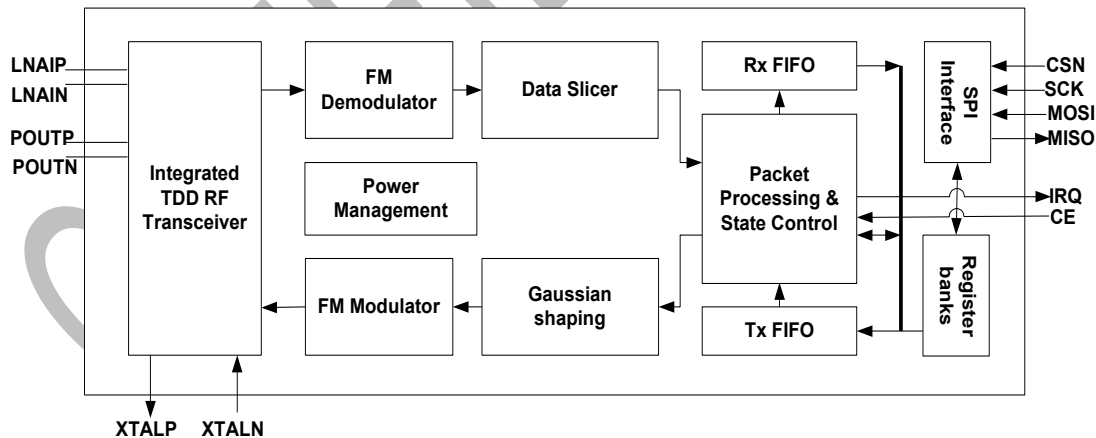 LNAIP
LNAIN
POUTP
POUTN
Integrated
TDD RF
Transceiver
FM
Demodulator
Data Slicer
Power
Management
FM Modulator
Gaussian
shaping
Rx FIFO
Packet
Processing &
State Control
Tx FIFO
SPI
Interface
Register
banks
CSN
SCK
MOSI
MISO
IRQ
CE
XTALP
XTALN